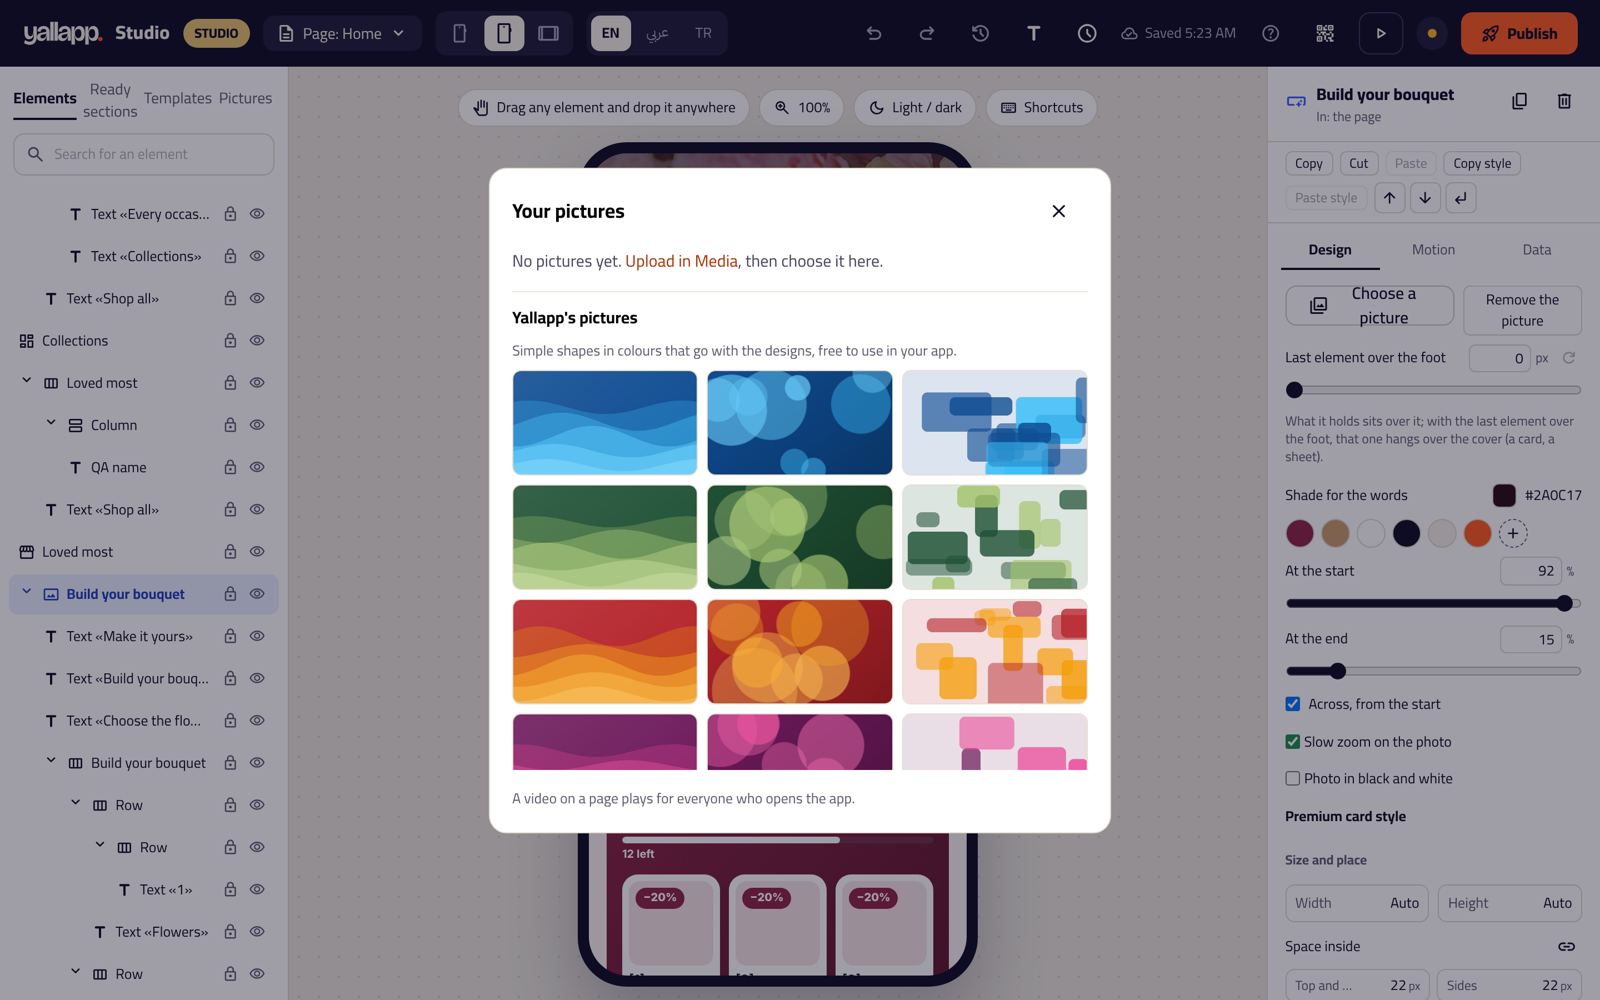 yallapp. Studio STUDIO Page: Home EN عربي TR Saved 5:23 AM Publish
Elements Ready sections Templates Pictures
Search for an element
Text «Every occas...
Text «Collections»
Text «Shop all»
Collections
Loved most
Column
QA name
Text «Shop all»
Loved most
Build your bouquet
Text «Make it yours»
Text «Build your bouq...
Text «Choose the flo...
Build your bouquet
Row
Row
Text «1»
Text «Flowers»
Row
Drag any element and drop it anywhere 100% Light / dark Shortcuts
Your pictures
No pictures yet. Upload in Media, then choose it here.
Yallapp's pictures
Simple shapes in colours that go with the designs, free to use in your app.
A video on a page plays for everyone who opens the app.
12 left
−20% −20% −20%
Build your bouquet
In: the page
Copy Cut Paste Copy style
Paste style
Design Motion Data
Choose a picture Remove the picture
Last element over the foot 0 px
What it holds sits over it; with the last element over
the foot, that one hangs over the cover (a card, a
sheet).
Shade for the words #2A0C17
At the start 92 %
At the end 15 %
Across, from the start
Slow zoom on the photo
Photo in black and white
Premium card style
Size and place
Width Auto Height Auto
Space inside
Top and ... 22 px Sides 22 px